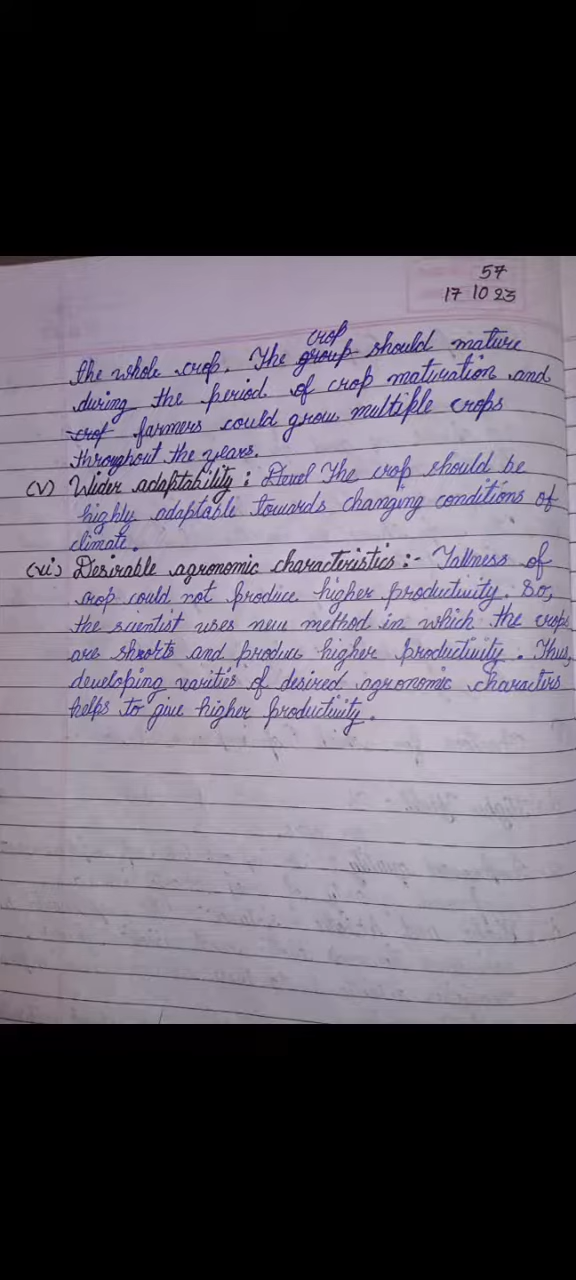 57
17 10 23
crop
the whole crop. The group should mature
during the period of crop maturation and
crop farmers could grow multiple crops
throughout the years.
(v) Wider adaptability : Devel The crop should be
highly adaptable towards changing conditions of
climate.
(vi) Desirable agronomic characteristics :- Tallness of
crop could not produce higher productivity. So,
the scientist uses new method in which the crops
are shorts and produce higher productivity. Thus,
developing varities of desired agronomic characters
helps to give higher productivity.